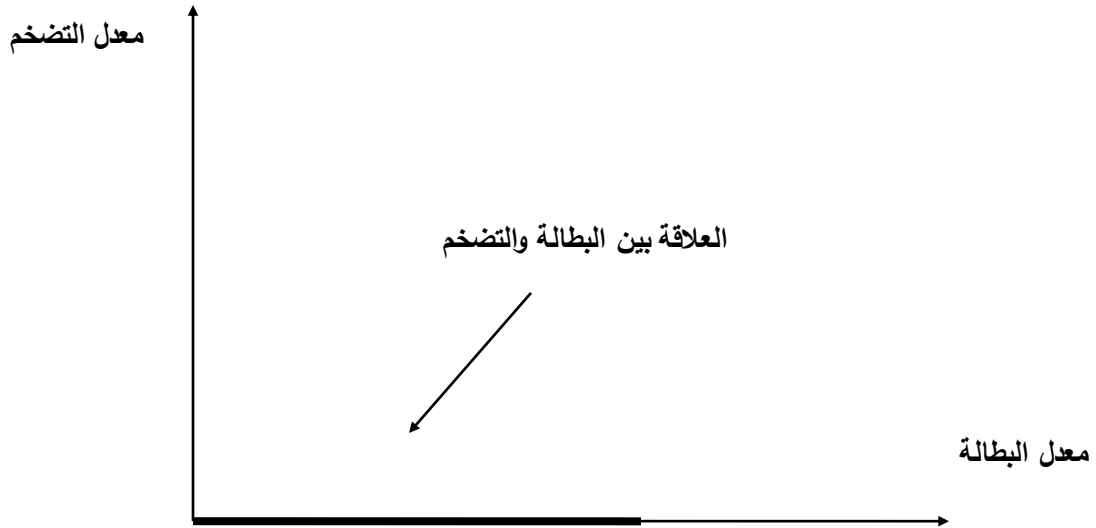 معدل التضخم
العلاقة بين البطالة والتضخم
معدل البطالة